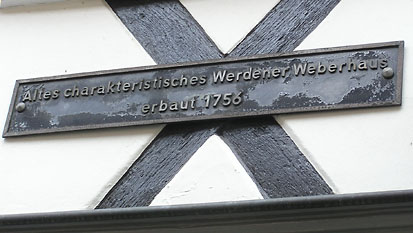 Altes charakteristisches Werdener Weberhaus
erbaut 1756